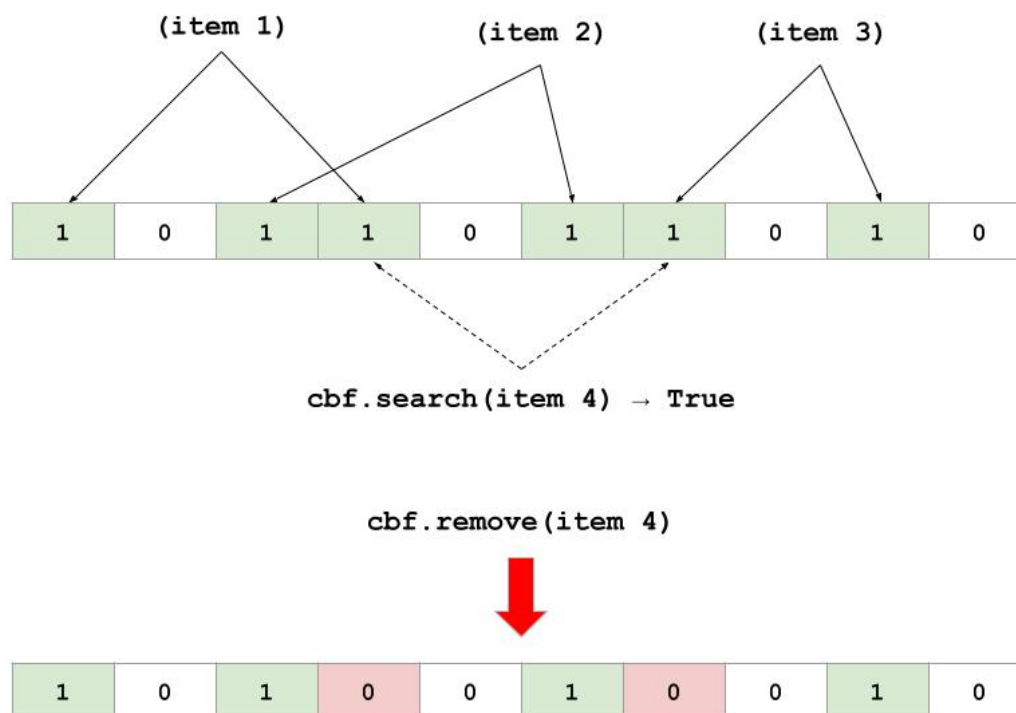 (item 1) (item 2) (item 3)
1 0 1 1 0 1 1 0 1 0
cbf.search(item 4) → True
cbf.remove(item 4)
1 0 1 0 0 1 0 0 1 0